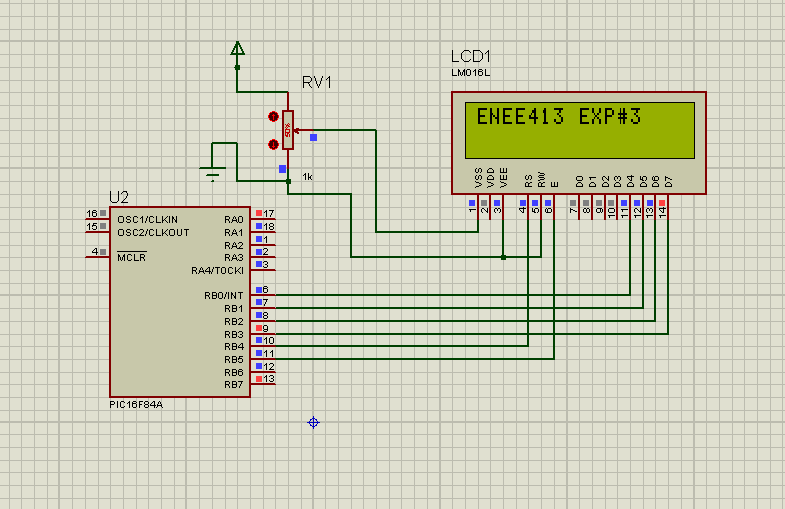 LCD1
LM016L
RV1
ENEE413 EXP#3
50%
1k
VSS VDD VEE RS RW E D0 D1 D2 D3 D4 D5 D6 D7
1 2 3 4 5 6 7 8 9 10 11 12 13 14
U2
16 OSC1/CLKIN RA0 17
15 OSC2/CLKOUT RA1 18
RA2 1
4 MCLR RA3 2
RA4/T0CKI 3
RB0/INT 6
RB1 7
RB2 8
RB3 9
RB4 10
RB5 11
RB6 12
RB7 13
PIC16F84A